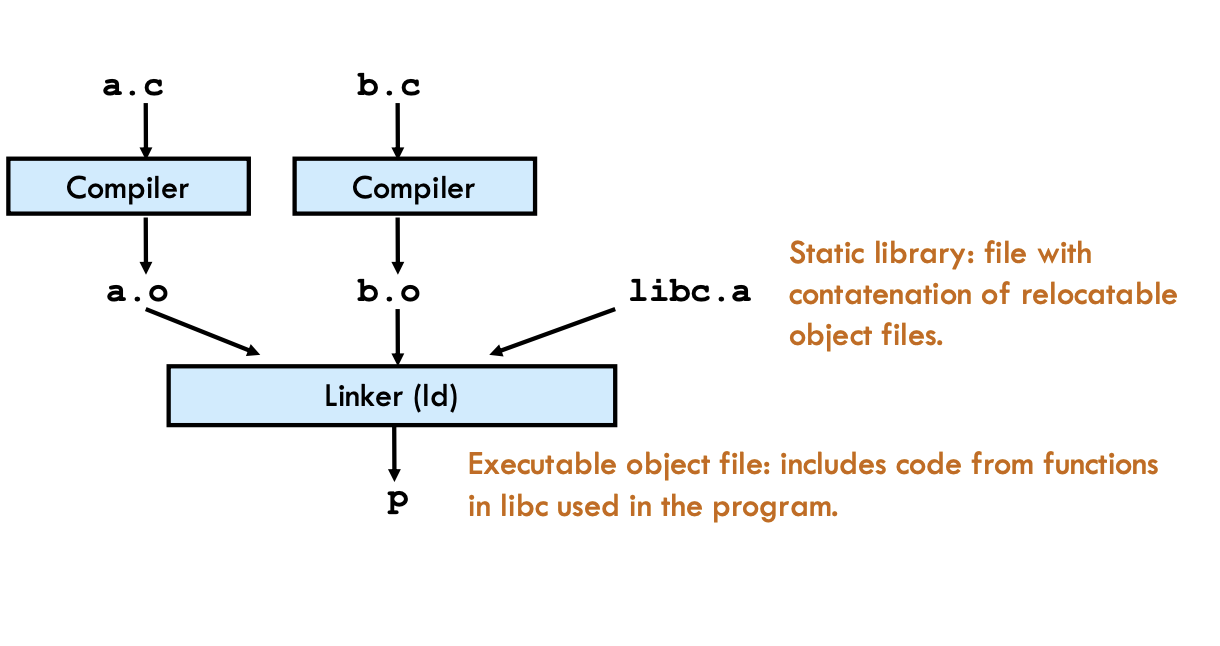 a.c
b.c
Compiler
Compiler
a.o
b.o
libc.a
Static library: file with
contatenation of relocatable
object files.
Linker (ld)
Executable object file: includes code from functions
in libc used in the program.
p